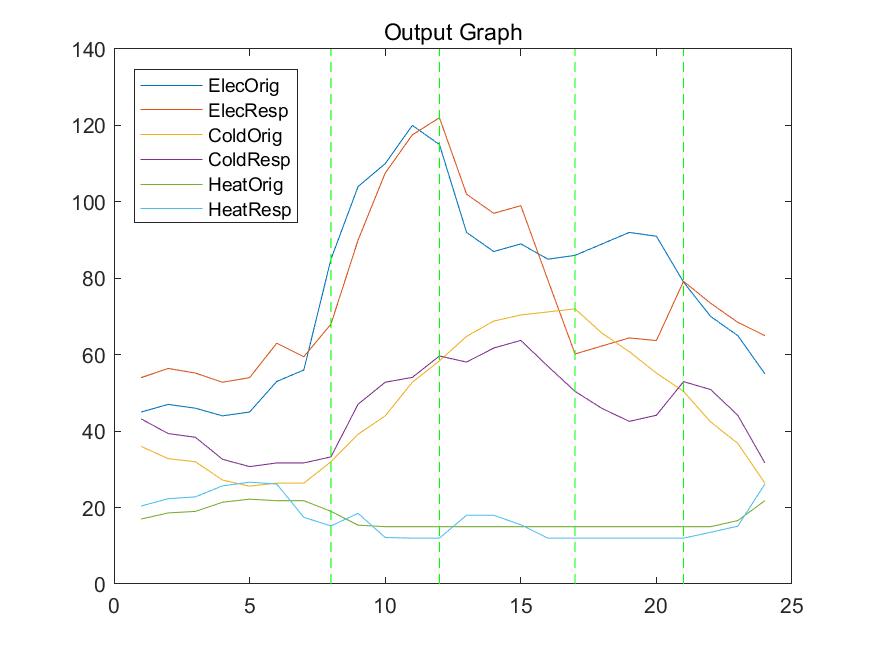 Output Graph
140
120
100
80
60
40
20
0
ElecOrig
ElecResp
ColdOrig
ColdResp
HeatOrig
HeatResp
0 5 10 15 20 25